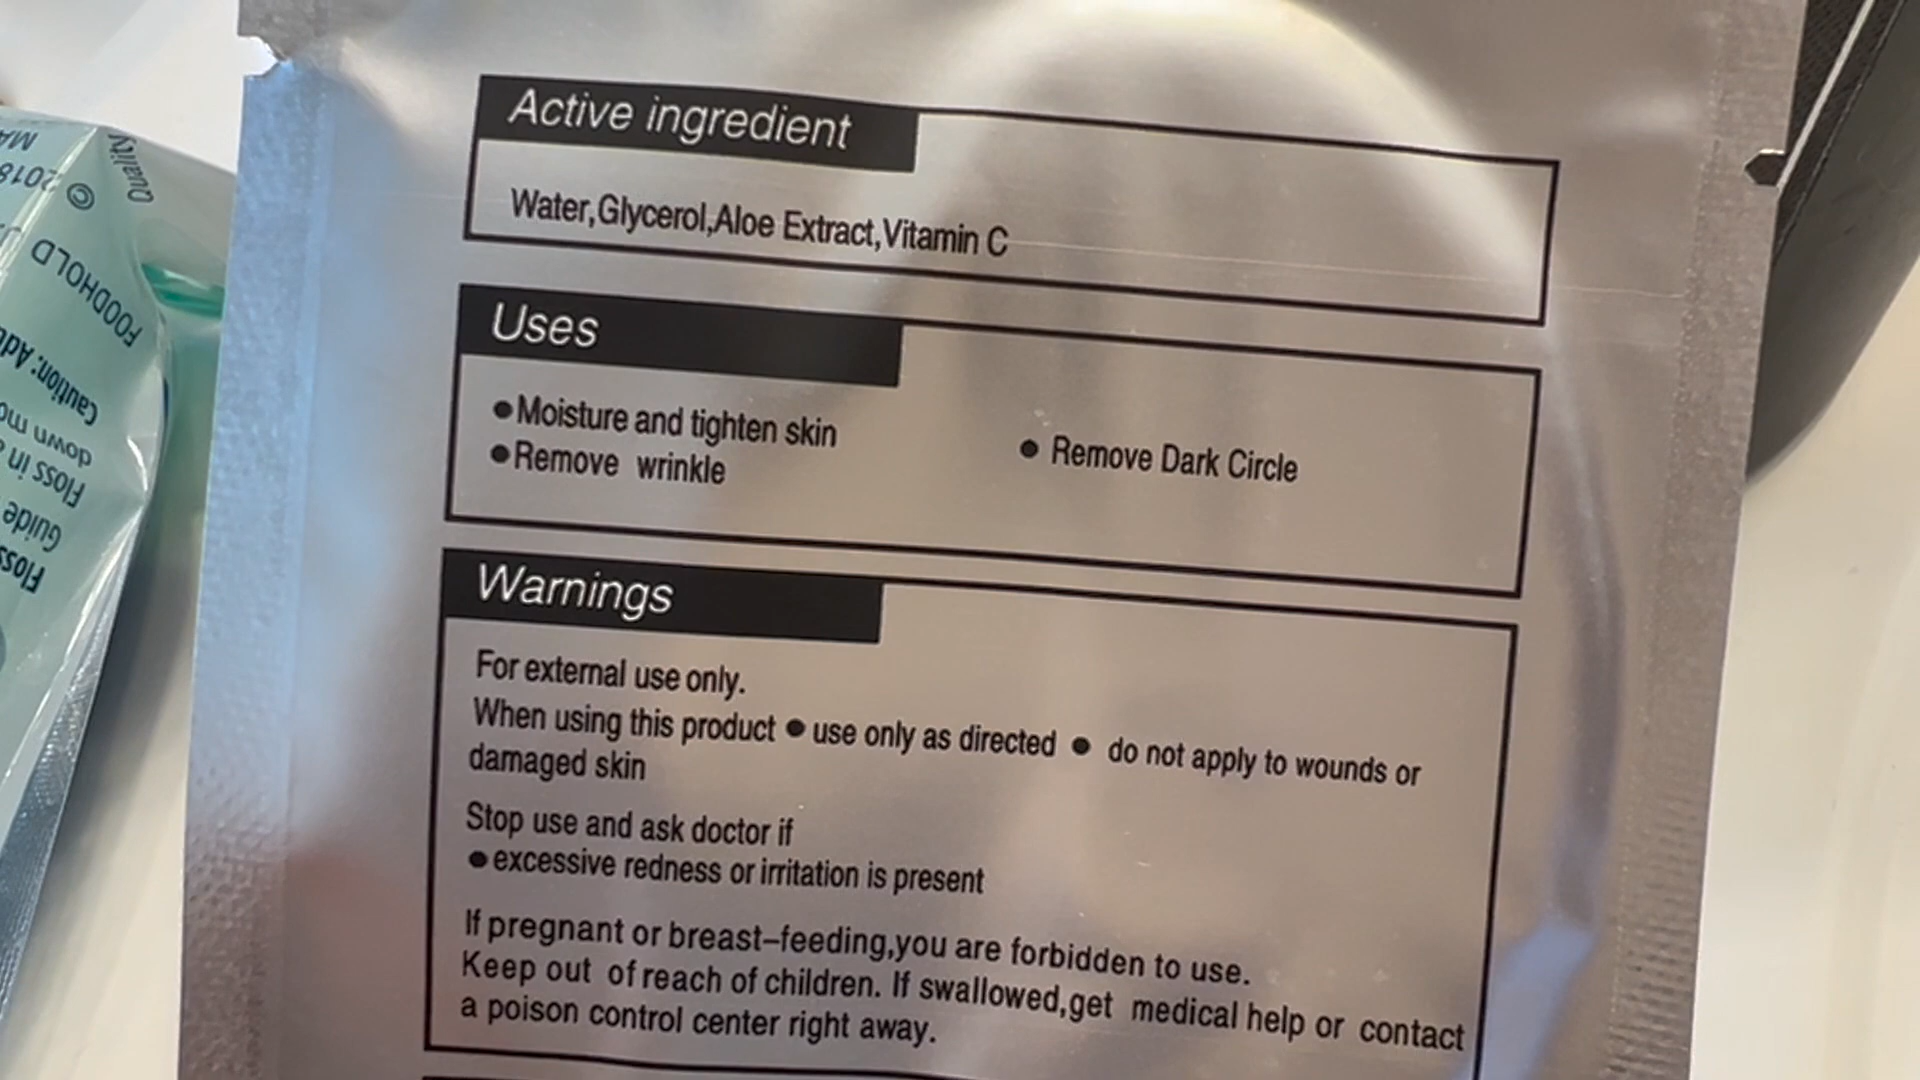 Active ingredient
Water,Glycerol,Aloe Extract,Vitamin C
Uses
●Moisture and tighten skin
●Remove wrinkle
● Remove Dark Circle
Warnings
For external use only.
When using this product ● use only as directed ● do not apply to wounds or
damaged skin
Stop use and ask doctor if
●excessive redness or irritation is present
If pregnant or breast–feeding,you are forbidden to use.
Keep out of reach of children. If swallowed,get medical help or contact
a poison control center right away.
Quality
©
2018
FOODHOLD
Caution:
down
Floss in
Guide
Floss